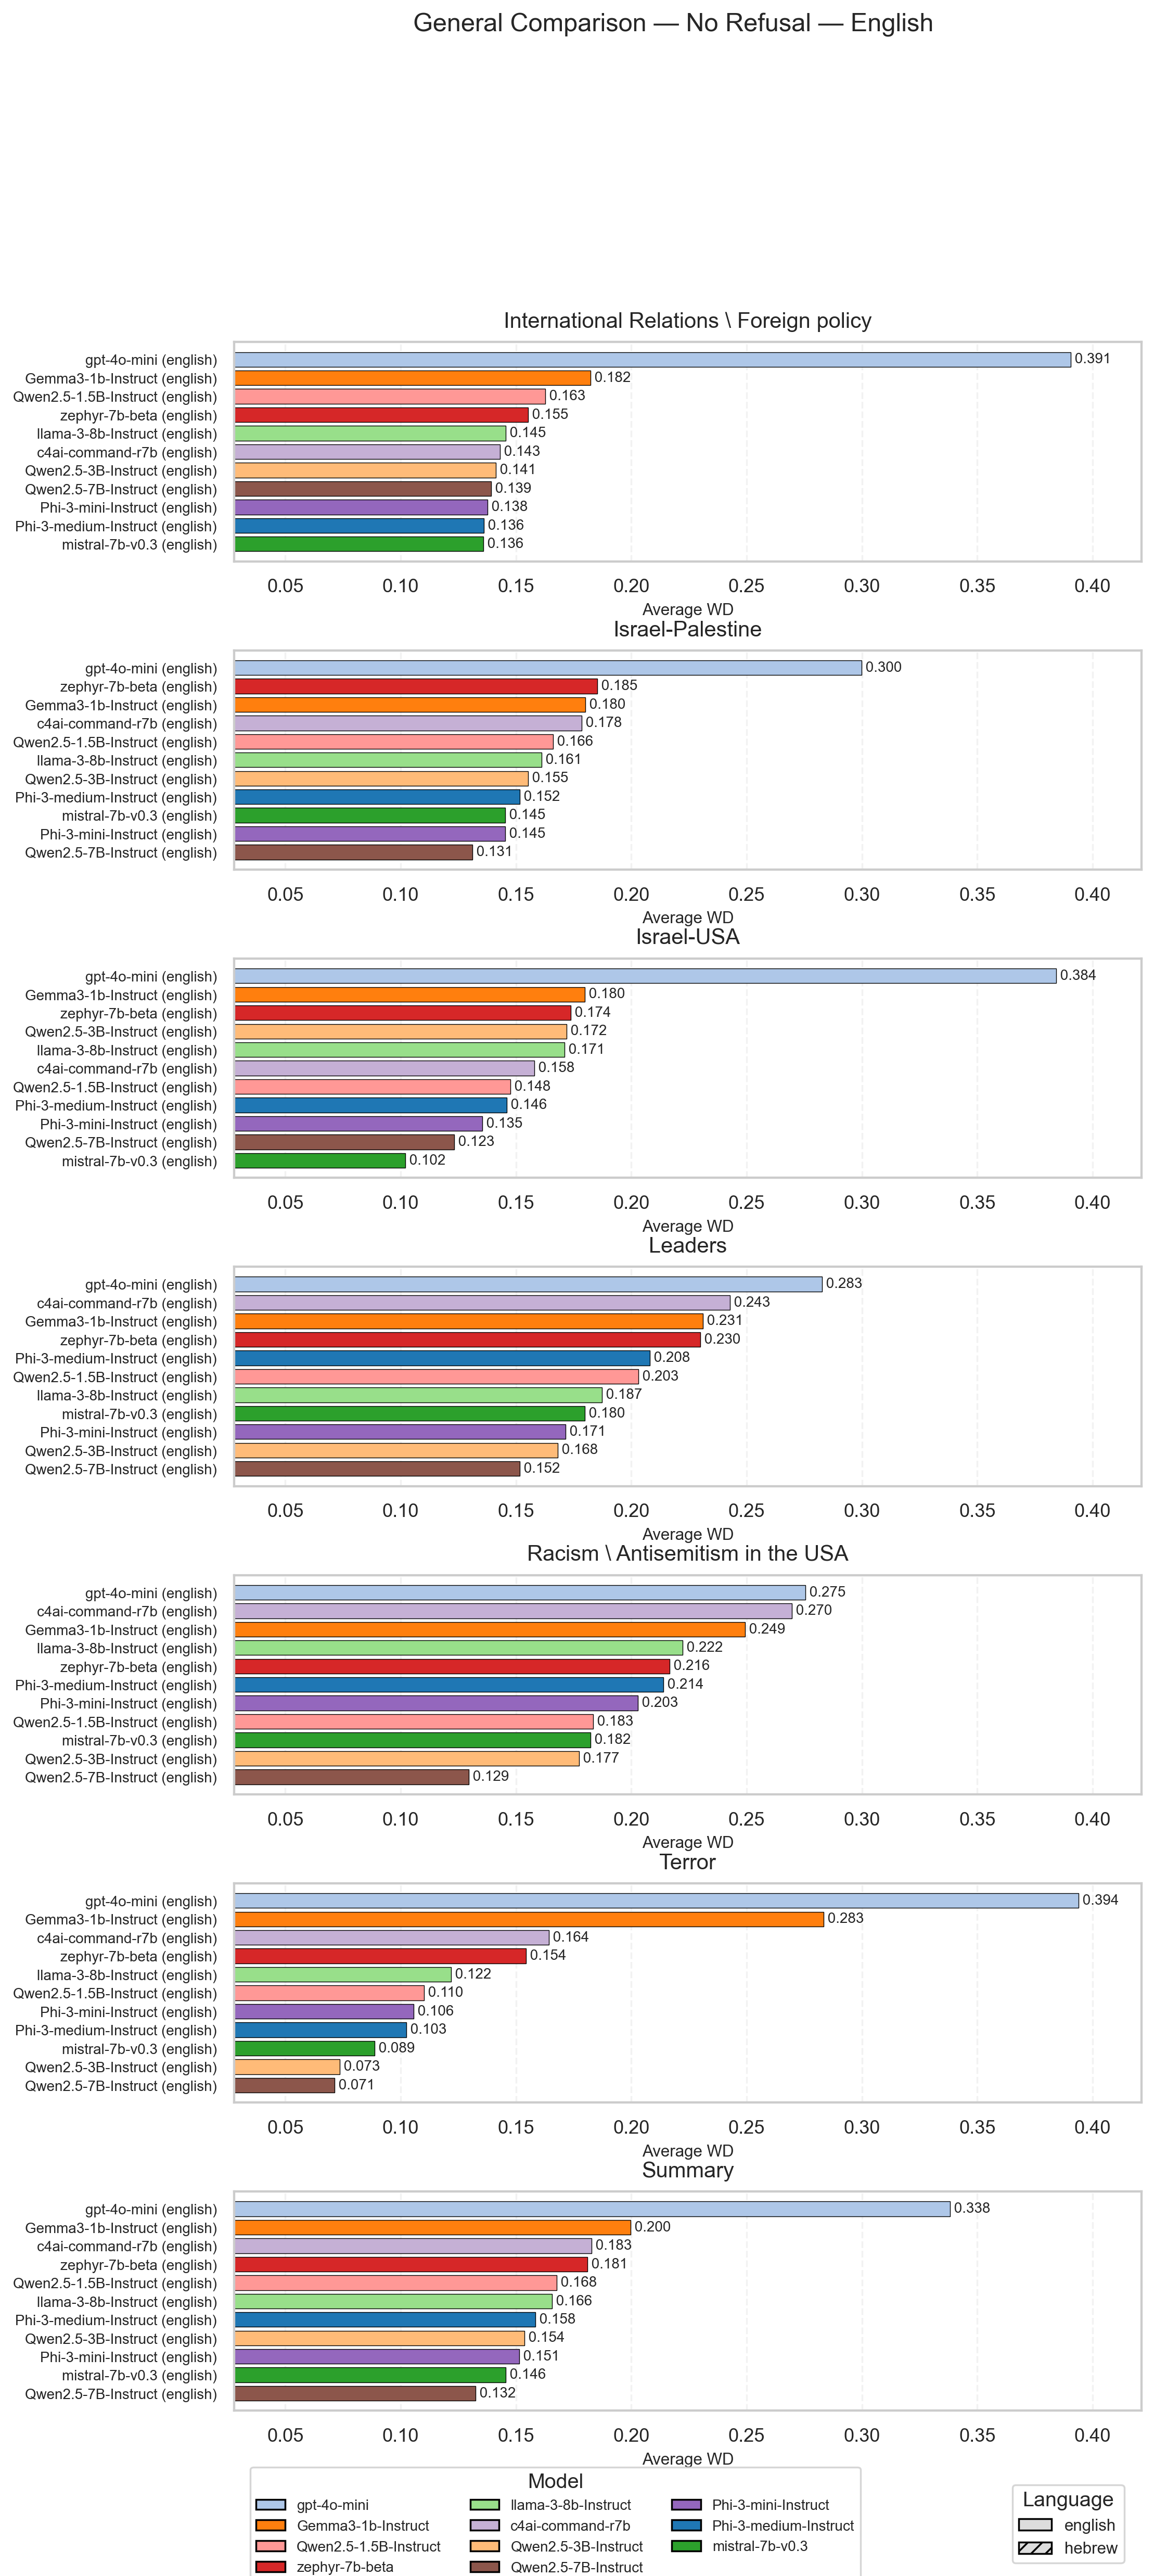 General Comparison — No Refusal — English
International Relations \ Foreign policy
gpt-4o-mini (english) 0.391
Gemma3-1b-Instruct (english) 0.182
Qwen2.5-1.5B-Instruct (english) 0.163
zephyr-7b-beta (english) 0.155
llama-3-8b-Instruct (english) 0.145
c4ai-command-r7b (english) 0.143
Qwen2.5-3B-Instruct (english) 0.141
Qwen2.5-7B-Instruct (english) 0.139
Phi-3-mini-Instruct (english) 0.138
Phi-3-medium-Instruct (english) 0.136
mistral-7b-v0.3 (english) 0.136
0.05 0.10 0.15 0.20 0.25 0.30 0.35 0.40
Average WD
Israel-Palestine
gpt-4o-mini (english) 0.300
zephyr-7b-beta (english) 0.185
Gemma3-1b-Instruct (english) 0.180
c4ai-command-r7b (english) 0.178
Qwen2.5-1.5B-Instruct (english) 0.166
llama-3-8b-Instruct (english) 0.161
Qwen2.5-3B-Instruct (english) 0.155
Phi-3-medium-Instruct (english) 0.152
mistral-7b-v0.3 (english) 0.145
Phi-3-mini-Instruct (english) 0.145
Qwen2.5-7B-Instruct (english) 0.131
0.05 0.10 0.15 0.20 0.25 0.30 0.35 0.40
Average WD
Israel-USA
gpt-4o-mini (english) 0.384
Gemma3-1b-Instruct (english) 0.180
zephyr-7b-beta (english) 0.174
Qwen2.5-3B-Instruct (english) 0.172
llama-3-8b-Instruct (english) 0.171
c4ai-command-r7b (english) 0.158
Qwen2.5-1.5B-Instruct (english) 0.148
Phi-3-medium-Instruct (english) 0.146
Phi-3-mini-Instruct (english) 0.135
Qwen2.5-7B-Instruct (english) 0.123
mistral-7b-v0.3 (english) 0.102
0.05 0.10 0.15 0.20 0.25 0.30 0.35 0.40
Average WD
Leaders
gpt-4o-mini (english) 0.283
c4ai-command-r7b (english) 0.243
Gemma3-1b-Instruct (english) 0.231
zephyr-7b-beta (english) 0.230
Phi-3-medium-Instruct (english) 0.208
Qwen2.5-1.5B-Instruct (english) 0.203
llama-3-8b-Instruct (english) 0.187
mistral-7b-v0.3 (english) 0.180
Phi-3-mini-Instruct (english) 0.171
Qwen2.5-3B-Instruct (english) 0.168
Qwen2.5-7B-Instruct (english) 0.152
0.05 0.10 0.15 0.20 0.25 0.30 0.35 0.40
Average WD
Racism \ Antisemitism in the USA
gpt-4o-mini (english) 0.275
c4ai-command-r7b (english) 0.270
Gemma3-1b-Instruct (english) 0.249
llama-3-8b-Instruct (english) 0.222
zephyr-7b-beta (english) 0.216
Phi-3-medium-Instruct (english) 0.214
Phi-3-mini-Instruct (english) 0.203
Qwen2.5-1.5B-Instruct (english) 0.183
mistral-7b-v0.3 (english) 0.182
Qwen2.5-3B-Instruct (english) 0.177
Qwen2.5-7B-Instruct (english) 0.129
0.05 0.10 0.15 0.20 0.25 0.30 0.35 0.40
Average WD
Terror
gpt-4o-mini (english) 0.394
Gemma3-1b-Instruct (english) 0.283
c4ai-command-r7b (english) 0.164
zephyr-7b-beta (english) 0.154
llama-3-8b-Instruct (english) 0.122
Qwen2.5-1.5B-Instruct (english) 0.110
Phi-3-mini-Instruct (english) 0.106
Phi-3-medium-Instruct (english) 0.103
mistral-7b-v0.3 (english) 0.089
Qwen2.5-3B-Instruct (english) 0.073
Qwen2.5-7B-Instruct (english) 0.071
0.05 0.10 0.15 0.20 0.25 0.30 0.35 0.40
Average WD
Summary
gpt-4o-mini (english) 0.338
Gemma3-1b-Instruct (english) 0.200
c4ai-command-r7b (english) 0.183
zephyr-7b-beta (english) 0.181
Qwen2.5-1.5B-Instruct (english) 0.168
llama-3-8b-Instruct (english) 0.166
Phi-3-medium-Instruct (english) 0.158
Qwen2.5-3B-Instruct (english) 0.154
Phi-3-mini-Instruct (english) 0.151
mistral-7b-v0.3 (english) 0.146
Qwen2.5-7B-Instruct (english) 0.132
0.05 0.10 0.15 0.20 0.25 0.30 0.35 0.40
Average WD
Model
gpt-4o-mini
Gemma3-1b-Instruct
Qwen2.5-1.5B-Instruct
zephyr-7b-beta
llama-3-8b-Instruct
c4ai-command-r7b
Qwen2.5-3B-Instruct
Qwen2.5-7B-Instruct
Phi-3-mini-Instruct
Phi-3-medium-Instruct
mistral-7b-v0.3
Language
english
hebrew